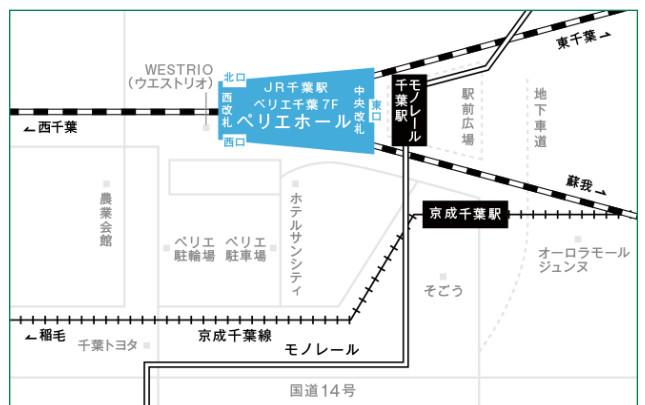 東千葉
WESTRIO
(ウエストリオ)
北口
JR千葉駅
ペリエ千葉 7F
ペリエホール
西改札
西口
中央改札
東口
モノレール
千葉駅
駅前広場
地下車道
西千葉
蘇我
農業会館
ペリエ
駐輪場
ペリエ
駐車場
ホテルサンシティ
京成千葉駅
オーロラモール
ジュンヌ
そごう
稲毛
京成千葉線
千葉トヨタ
モノレール
国道14号